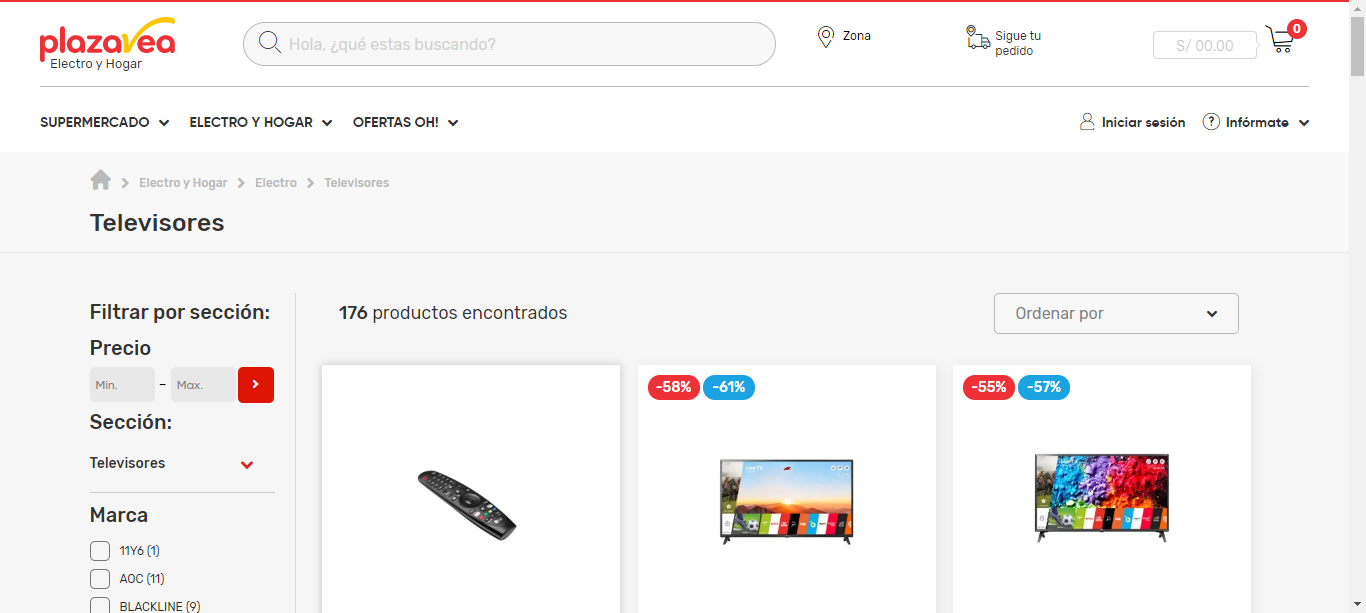 plazavea
Electro y Hogar
Hola, ¿qué estas buscando?
Zona
Sigue tu
pedido
S/ 00.00
0
SUPERMERCADO
ELECTRO Y HOGAR
OFERTAS OH!
Iniciar sesión
? Infórmate
Electro y Hogar
Electro
Televisores
Televisores
Filtrar por sección:
176 productos encontrados
Ordenar por
Precio
Min.
–
Max.
Sección:
Televisores
Marca
11Y6 (1)
AOC (11)
BLACKLINE (9)
-58%
-61%
-55%
-57%
Live TV